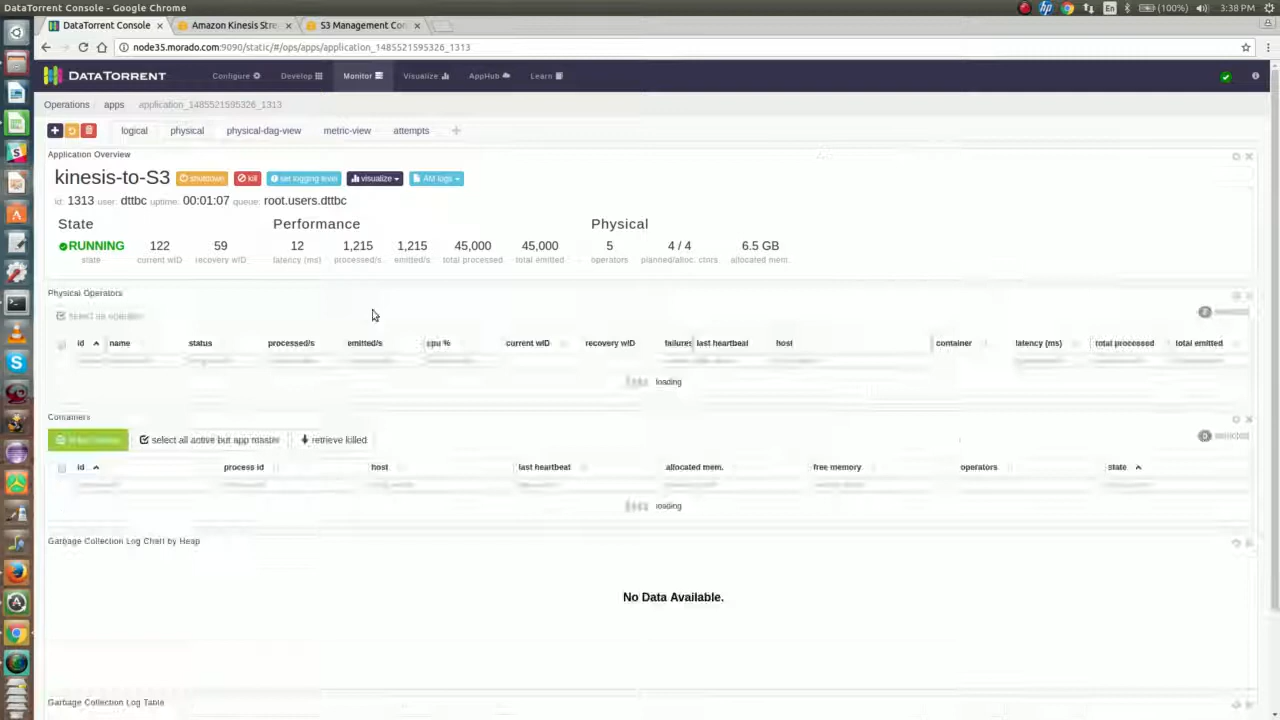 DataTorrent Console - Google Chrome
En (100%) 3:38 PM
DataTorrent Console Amazon Kinesis Stre S3 Management Co
node35.morado.com:9090/static/#/ops/apps/application_1485521595326_1313
DATATORRENT Configure Develop Monitor Visualize AppHub Learn
Operations apps application_1485521595326_1313
logical physical physical-dag-view metric-view attempts +
Application Overview
kinesis-to-S3 shutdown kill set logging level visualize AM logs
id: 1313 user: dttbc uptime: 00:01:07 queue: root.users.dttbc
State Performance Physical
RUNNING 122 59 12 1,215 1,215 45,000 45,000 5 4 / 4 6.5 GB
state current wID recovery wID latency (ms) processed/s emitted/s total processed total emitted operators planned/alloc. ctnrs allocated mem.
Physical Operators
id name status processed/s emitted/s cpu % current wID recovery wID failures last heartbeat host container latency (ms) total processed total emitted
loading
Containers
select all active but app master retrieve killed
id process id host last heartbeat allocated mem. free memory operators state
loading
Garbage Collection Log Chart by Heap
No Data Available.
Garbage Collection Log Table